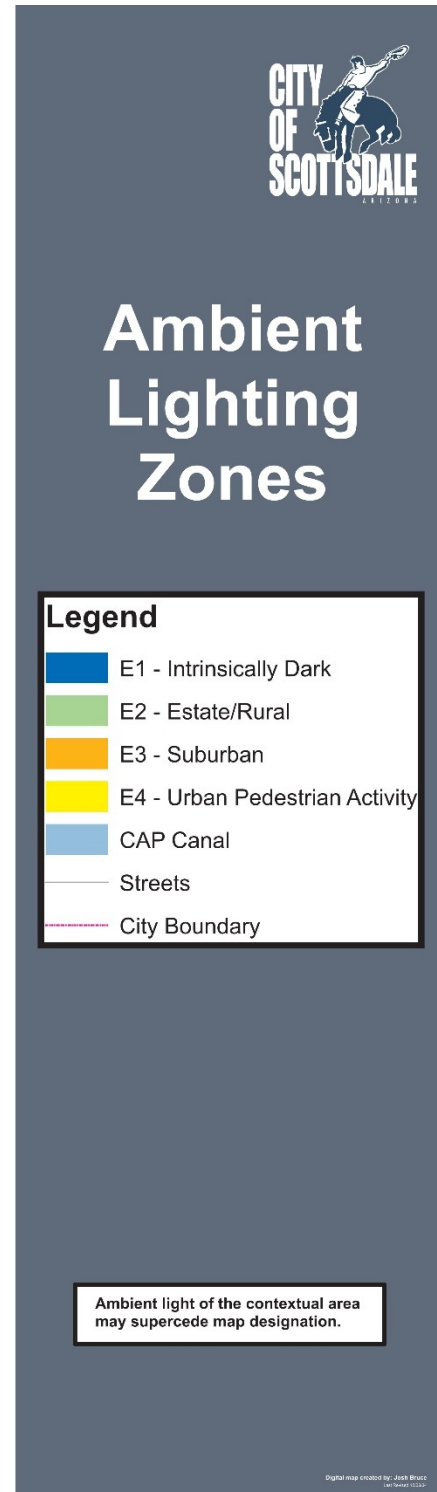 CITY
OF
SCOTTSDALE
ARIZONA
Ambient
Lighting
Zones
Legend
E1 - Intrinsically Dark
E2 - Estate/Rural
E3 - Suburban
E4 - Urban Pedestrian Activity
CAP Canal
Streets
City Boundary
Ambient light of the contextual area
may supercede map designation.
Digital map created by: Josh Bruce